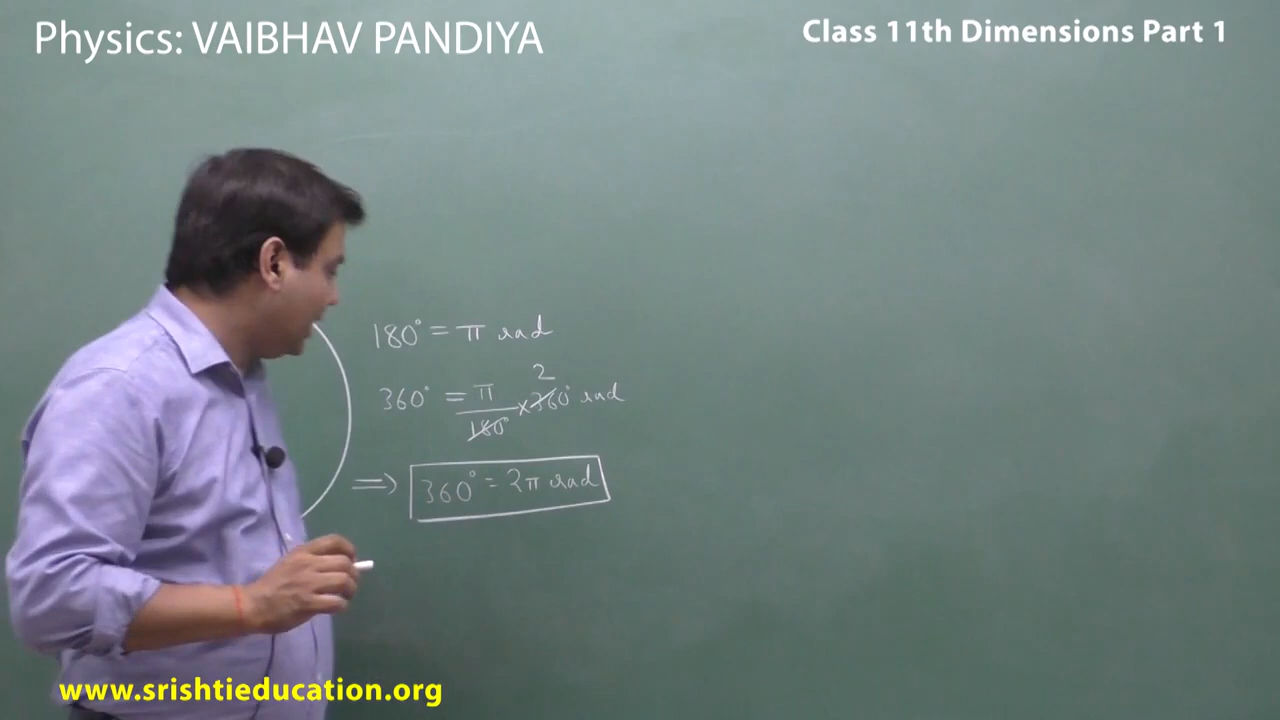 Physics: VAIBHAV PANDIYA
Class 11th Dimensions Part 1
180° = π rad
360° = π/180° × 360° rad
2
⇒ 360° = 2π rad
www.srishtieducation.org